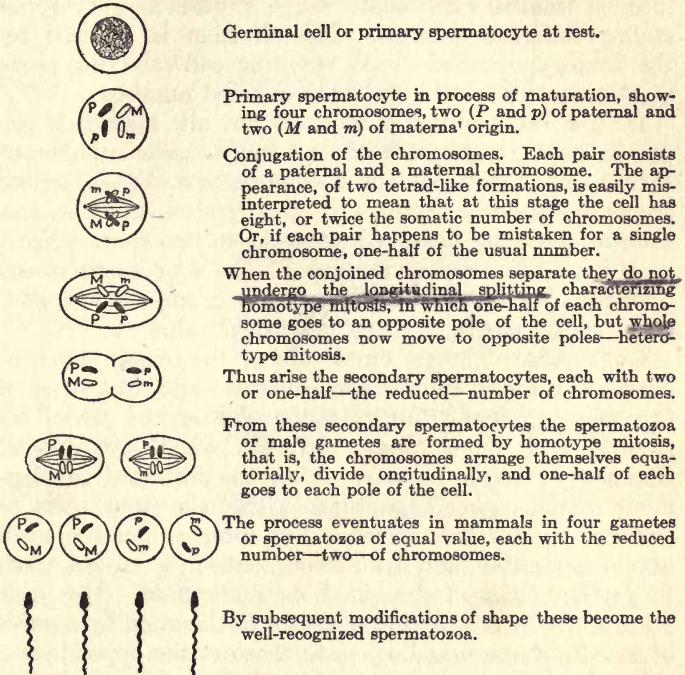 Germinal cell or primary spermatocyte at rest.
P M
p m
Primary spermatocyte in process of maturation, show-
ing four chromosomes, two (P and p) of paternal and
two (M and m) of materna' origin.
m p
M p
Conjugation of the chromosomes. Each pair consists
of a paternal and a maternal chromosome. The ap-
pearance, of two tetrad-like formations, is easily mis-
interpreted to mean that at this stage the cell has
eight, or twice the somatic number of chromosomes.
Or, if each pair happens to be mistaken for a single
chromosome, one-half of the usual nnmber.
M m
P p
When the conjoined chromosomes separate they do not
undergo the longitudinal splitting characterizing
homotype mitosis, in which one-half of each chromo-
some goes to an opposite pole of the cell, but whole
chromosomes now move to opposite poles—hetero-
type mitosis.
P p
M m
Thus arise the secondary spermatocytes, each with two
or one-half—the reduced—number of chromosomes.
P p
M m
From these secondary spermatocytes the spermatozoa
or male gametes are formed by homotype mitosis,
that is, the chromosomes arrange themselves equa-
torially, divide ongitudinally, and one-half of each
goes to each pole of the cell.
P P p m
M M m p
The process eventuates in mammals in four gametes
or spermatozoa of equal value, each with the reduced
number—two—of chromosomes.
By subsequent modifications of shape these become the
well-recognized spermatozoa.